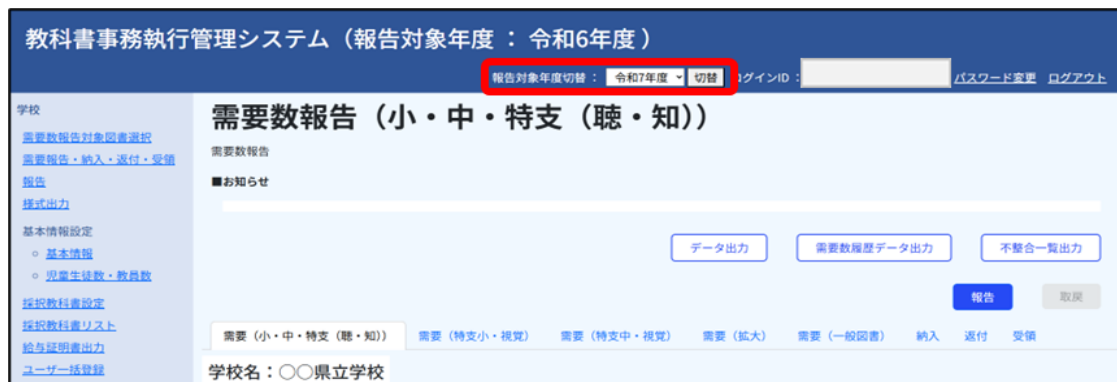 教科書事務執行管理システム（報告対象年度 ： 令和6年度 ）
報告対象年度切替 ： 令和7年度 切替 ログインID ： パスワード変更 ログアウト
学校
需要数報告対象図書選択
需要報告・納入・返付・受領
報告
様式出力
基本情報設定
基本情報
児童生徒数・教員数
採択教科書設定
採択教科書リスト
給与証明書出力
ユーザー括登録
需要数報告（小・中・特支（聴・知））
需要数報告
■お知らせ
データ出力 需要数履歴データ出力 不整合一覧出力
報告 取戻
需要（小・中・特支（聴・知）） 需要（特支小・視覚） 需要（特支中・視覚） 需要（拡大） 需要（一般図書） 納入 返付 受領
学校名：〇〇県立学校